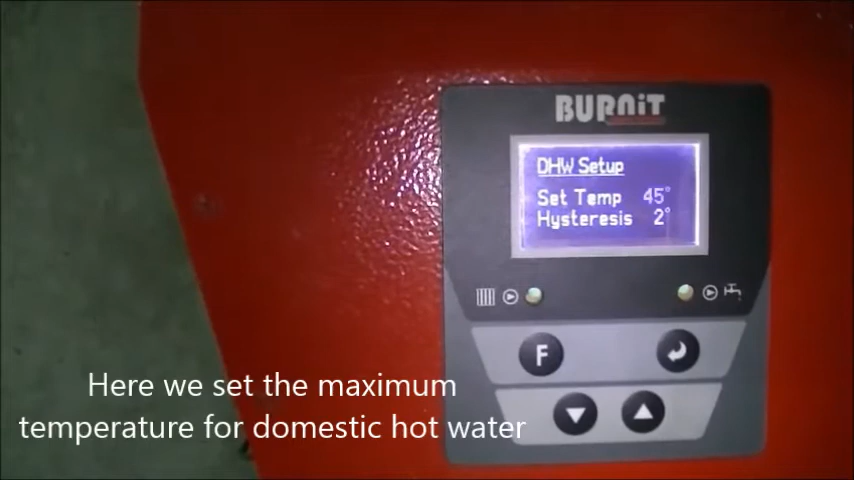 BURNiT
DHW Setup
Set Temp 45°
Hysteresis 2°
F
Here we set the maximum
temperature for domestic hot water